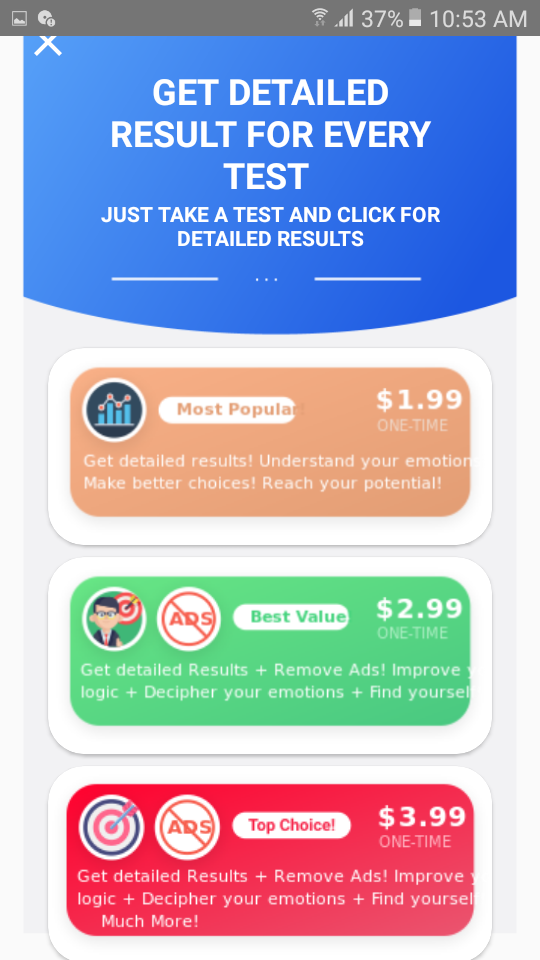 37% 10:53 AM
GET DETAILED
RESULT FOR EVERY
TEST
JUST TAKE A TEST AND CLICK FOR
DETAILED RESULTS
...
Most Popular
$1.99
ONE-TIME
Get detailed results! Understand your emotion
Make better choices! Reach your potential!
ADS
Best Value
$2.99
ONE-TIME
Get detailed Results + Remove Ads! Improve y
logic + Decipher your emotions + Find yoursel
ADS
Top Choice!
$3.99
ONE-TIME
Get detailed Results + Remove Ads! Improve y
logic + Decipher your emotions + Find yoursel
Much More!